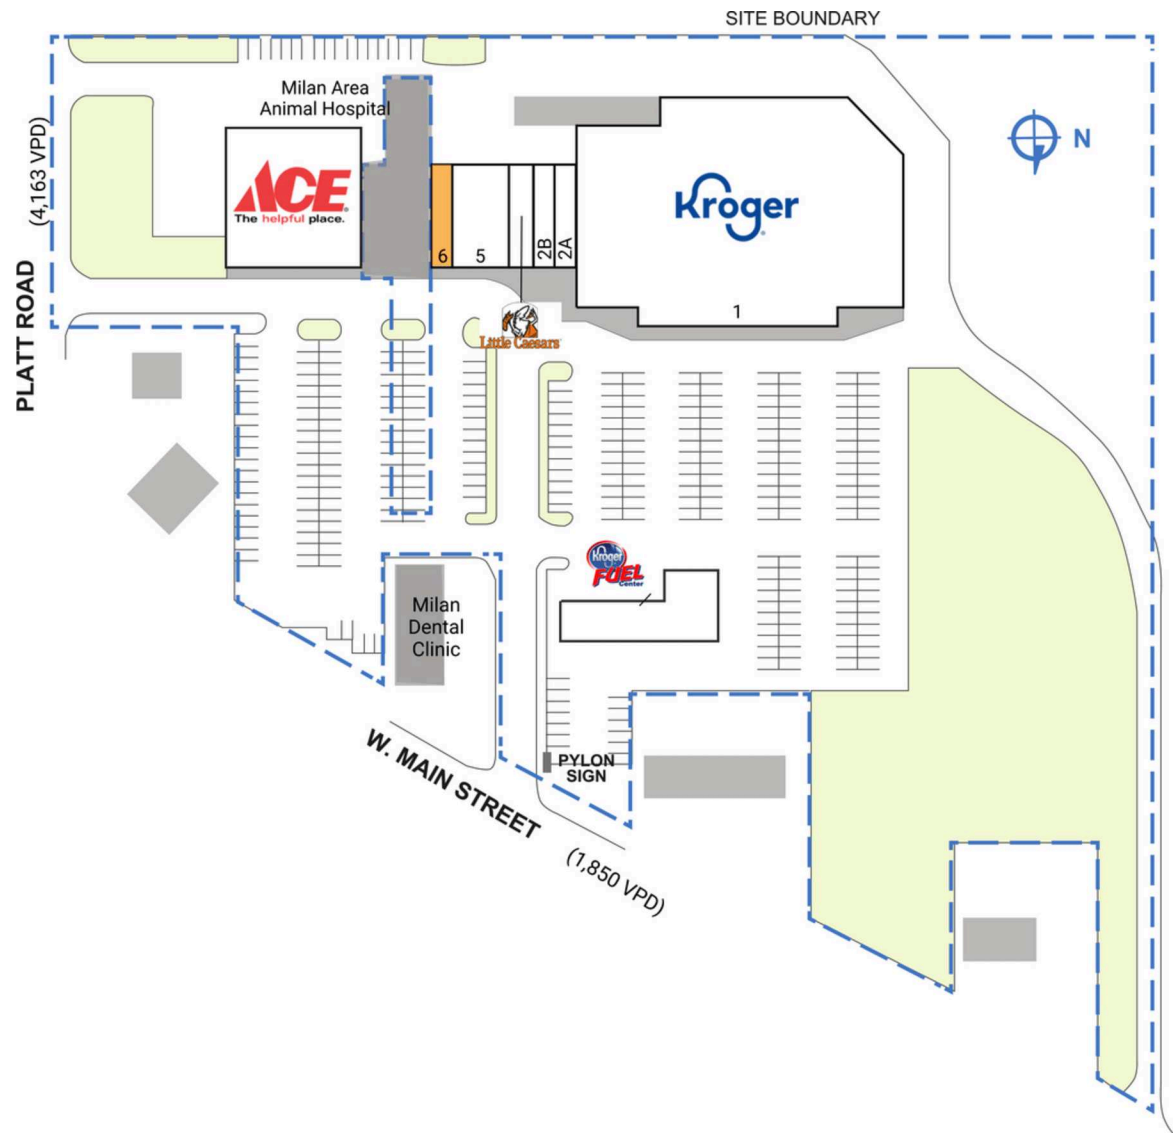 SITE BOUNDARY
Milan Area
Animal Hospital
(4,163 VPD)
N
ACE
The helpful place.
Kroger
PLATT ROAD
6
5
2B
2A
1
Little Caesars
Kroger
FUEL
Center
Milan
Dental
Clinic
PYLON
SIGN
W. MAIN STREET
(1,850 VPD)